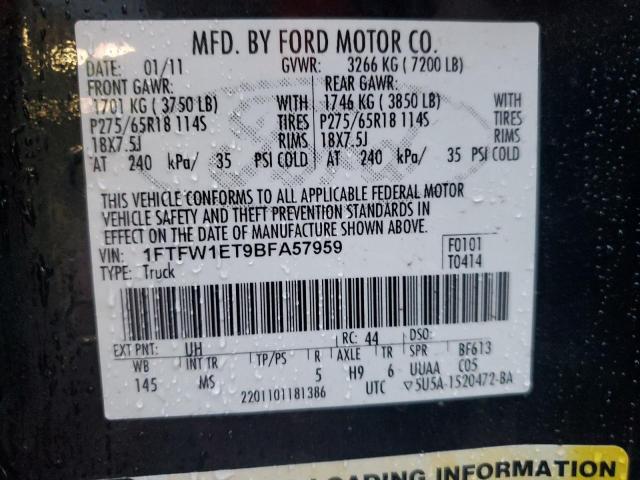 MFD. BY FORD MOTOR CO.
DATE: 01/11 GVWR: 3266 KG ( 7200 LB)
FRONT GAWR: REAR GAWR:
1701 KG ( 3750 LB) WITH 1746 KG ( 3850 LB) WITH
P275/65R18 114S TIRES P275/65R18 114S TIRES
18X7.5J RIMS 18X7.5J RIMS
AT 240 kPa/ 35 PSI COLD AT 240 kPa/ 35 PSI COLD
THIS VEHICLE CONFORMS TO ALL APPLICABLE FEDERAL MOTOR
VEHICLE SAFETY AND THEFT PREVENTION STANDARDS IN
EFFECT ON THE DATE OF MANUFACTURE SHOWN ABOVE.
VIN: 1FTFW1ET9BFA57959 F0101
TYPE: Truck T0414
EXT PNT: UH RC: 44 DSO:
WB INT TR TP/PS R AXLE TR SPR BF613
145 MS 5 H9 6 UUAA C05
2201101181386 UTC 5U5A-1520472-BA
LOADING INFORMATION